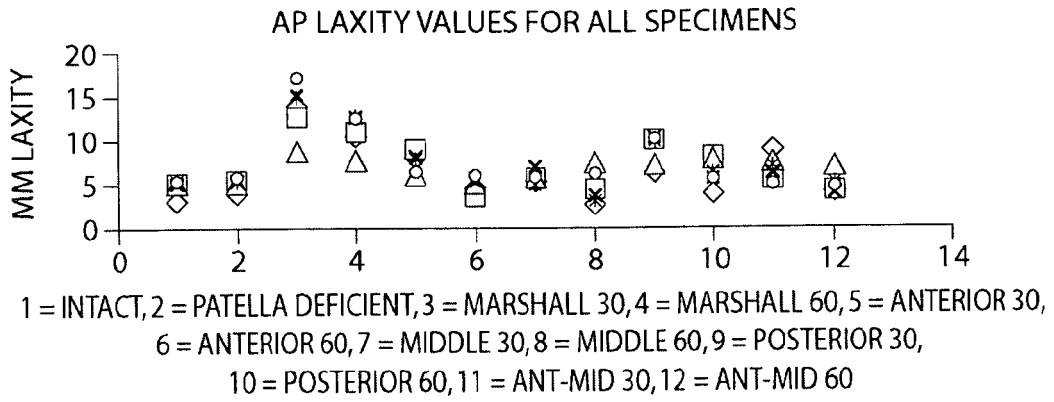 AP LAXITY VALUES FOR ALL SPECIMENS
MM LAXITY
20
15
10
5
0
0 2 4 6 8 10 12 14
1 = INTACT, 2 = PATELLA DEFICIENT, 3 = MARSHALL 30, 4 = MARSHALL 60, 5 = ANTERIOR 30,
6 = ANTERIOR 60, 7 = MIDDLE 30, 8 = MIDDLE 60, 9 = POSTERIOR 30,
10 = POSTERIOR 60, 11 = ANT-MID 30, 12 = ANT-MID 60